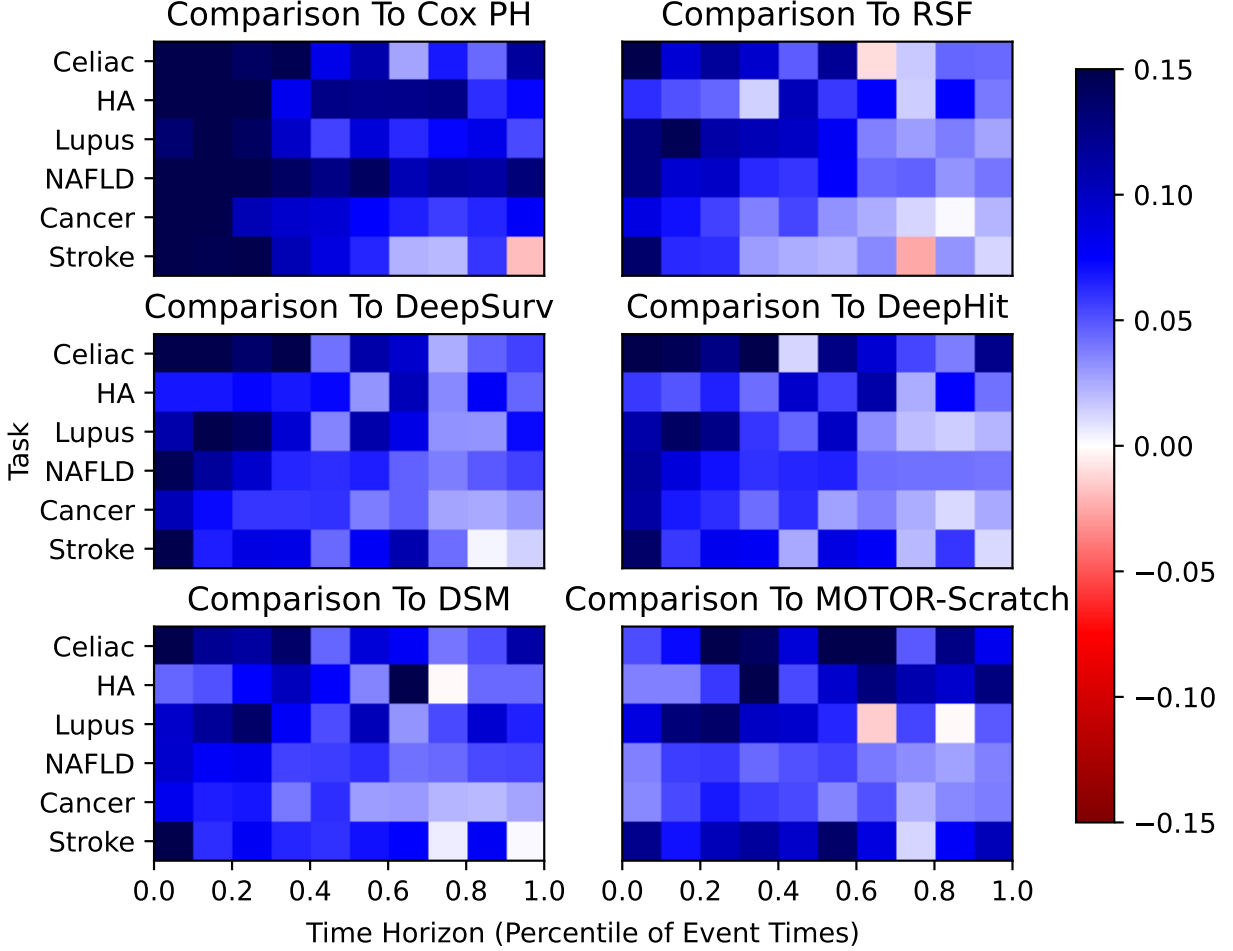 Comparison To Cox PH
Comparison To RSF
Celiac
HA
Lupus
NAFLD
Cancer
Stroke
Comparison To DeepSurv
Comparison To DeepHit
Celiac
HA
Lupus
NAFLD
Cancer
Stroke
Task
Comparison To DSM
Comparison To MOTOR-Scratch
Celiac
HA
Lupus
NAFLD
Cancer
Stroke
0.0 0.2 0.4 0.6 0.8 1.0
0.0 0.2 0.4 0.6 0.8 1.0
Time Horizon (Percentile of Event Times)
0.15
0.10
0.05
0.00
−0.05
−0.10
−0.15